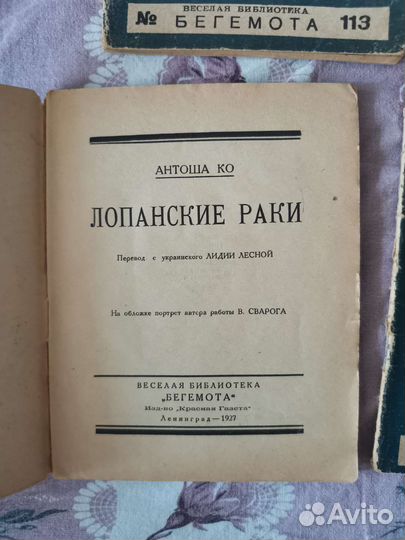 ВЕСЕЛАЯ БИБЛИОТЕКА
№ БЕГЕМОТА 113
АНТОША КО
ЛОПАНСКИЕ РАКИ
Перевод с украинского ЛИДИИ ЛЕСНОЙ
На обложке портрет автора работы В. СВАРОГА
ВЕСЕЛАЯ БИБЛИОТЕКА
„БЕГЕМОТА"
Изд-во „Красная Газета"
Ленинград—1927
Avito